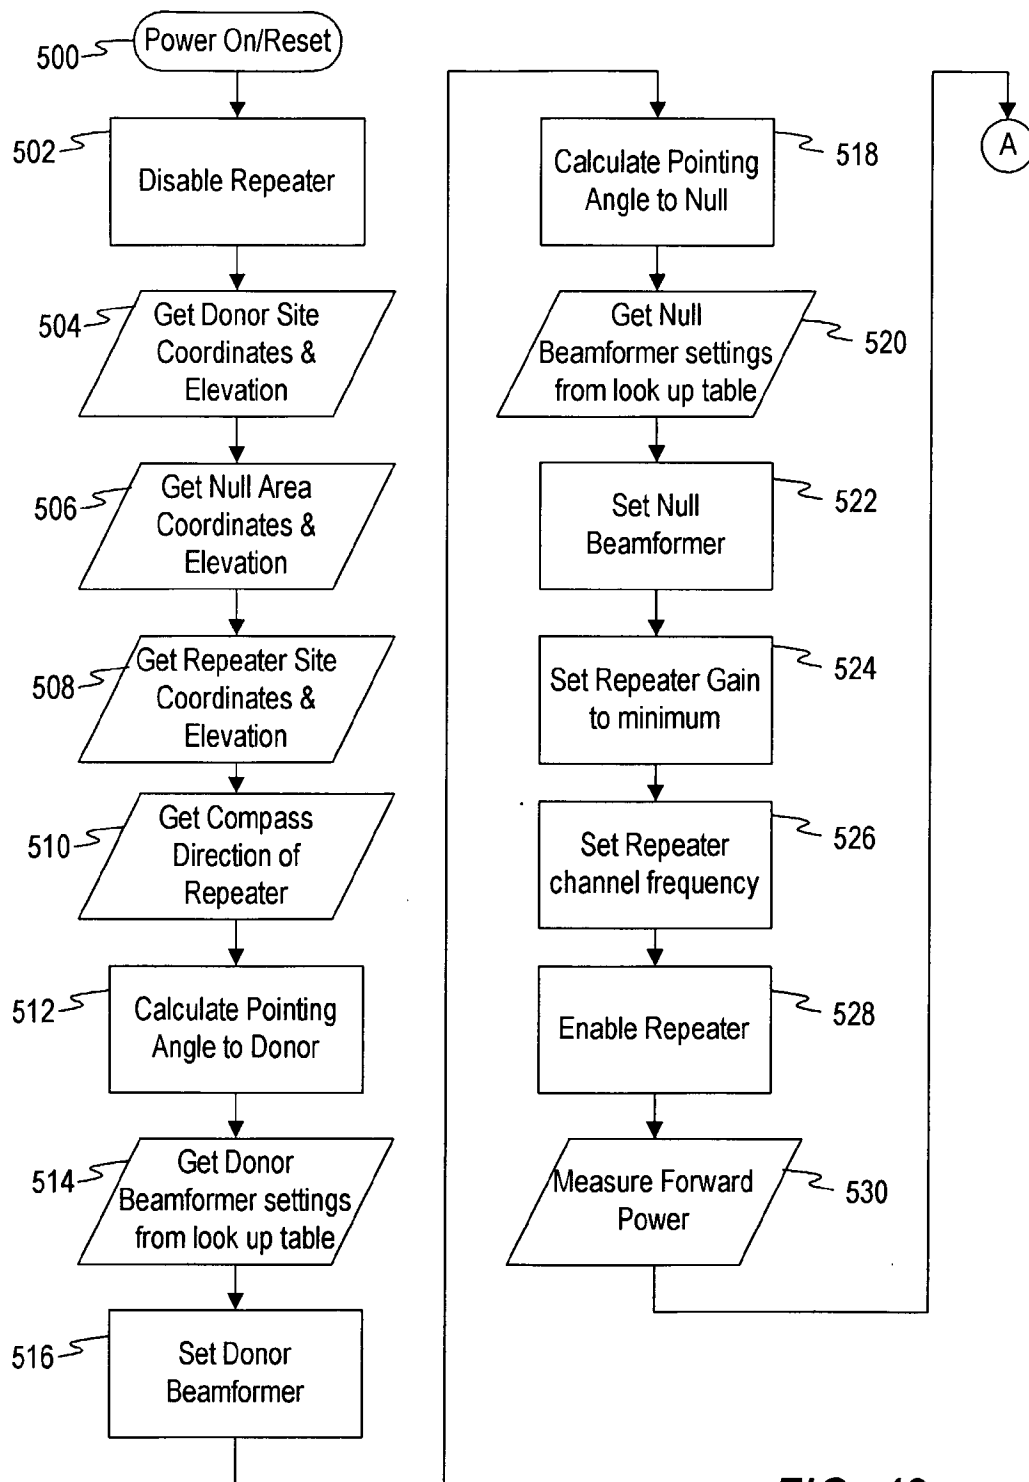 500
Power On/Reset
502
Disable Repeater
504
Get Donor Site
Coordinates &
Elevation
506
Get Null Area
Coordinates &
Elevation
508
Get Repeater Site
Coordinates &
Elevation
510
Get Compass
Direction of
Repeater
512
Calculate Pointing
Angle to Donor
514
Get Donor
Beamformer settings
from look up table
516
Set Donor
Beamformer
Calculate Pointing
Angle to Null
518
Get Null
Beamformer settings
from look up table
520
Set Null
Beamformer
522
Set Repeater Gain
to minimum
524
Set Repeater
channel frequency
526
Enable Repeater
528
Measure Forward
Power
530
A